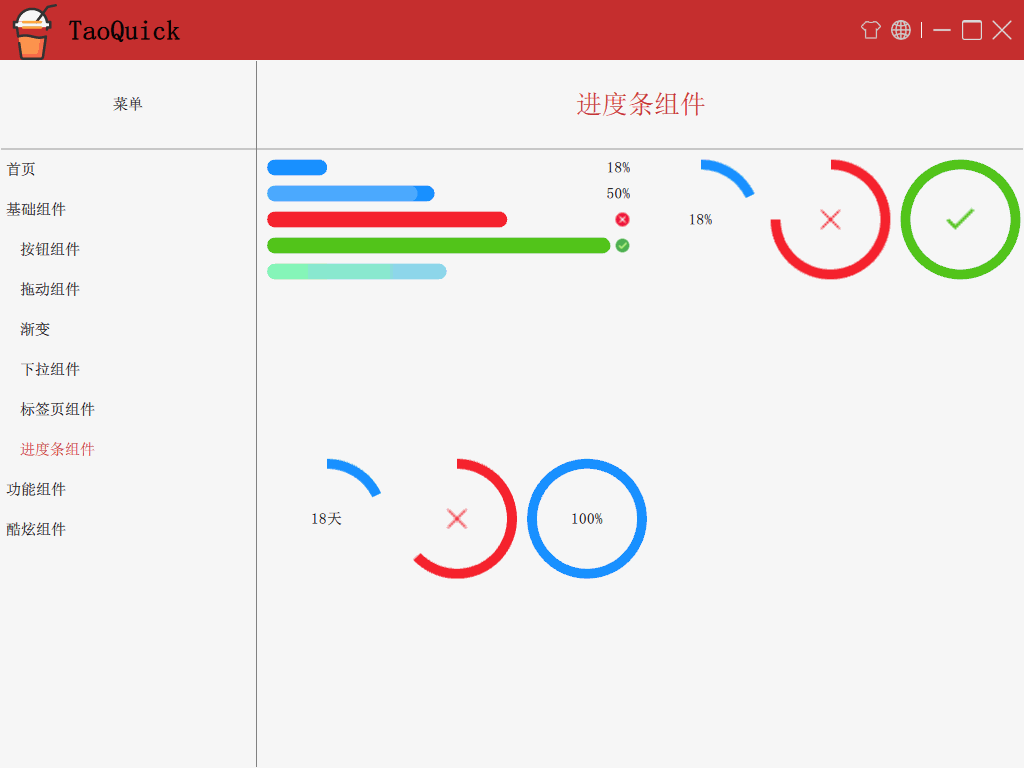 TaoQuick
菜单
进度条组件
首页
基础组件
按钮组件
拖动组件
渐变
下拉组件
标签页组件
进度条组件
功能组件
酷炫组件
18%
50%
18%
18天
100%